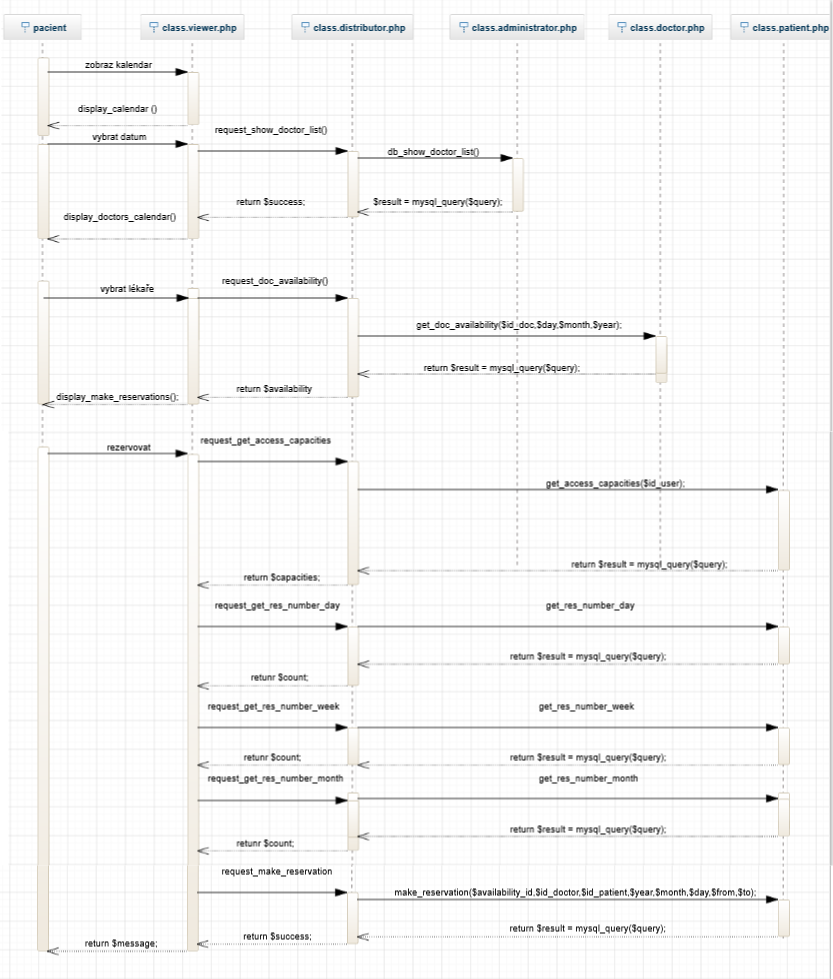 pacient class.viewer.php class.distributor.php class.administrator.php class.doctor.php class.patient.php
zobraz kalendar
display_calendar ()
request_show_doctor_list()
vybrat datum
db_show_doctor_list()
return $success; $result = mysql_query($query);
display_doctors_calendar()
request_doc_availability()
vybrat lékaře
get_doc_availability($id_doc,$day,$month,$year);
return $result = mysql_query($query);
return $availability
display_make_reservations();
request_get_access_capacities
rezervovat
get_access_capacities($id_user);
return $result = mysql_query($query);
return $capacities;
request_get_res_number_day get_res_number_day
return $result = mysql_query($query);
retunr $count;
request_get_res_number_week get_res_number_week
retunr $count; return $result = mysql_query($query);
request_get_res_number_month get_res_number_month
return $result = mysql_query($query);
retunr $count;
request_make_reservation
make_reservation($availability_id,$id_doctor,$id_patient,$year,$month,$day,$from,$to);
return $result = mysql_query($query);
return $success;
return $message;